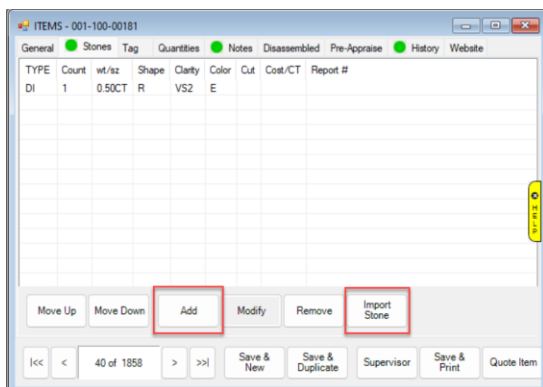 ITEMS - 001-100-00181
General Stones Tag Quantities Notes Disassembled Pre-Appraise History Website
TYPE Count wt/sz Shape Clarity Color Cut Cost/CT Report #
DI 1 0.50CT R VS2 E
HELP
Move Up Move Down Add Modify Remove Import Stone
|<< < 40 of 1858 > >>| Save & New Save & Duplicate Supervisor Save & Print Quote Item